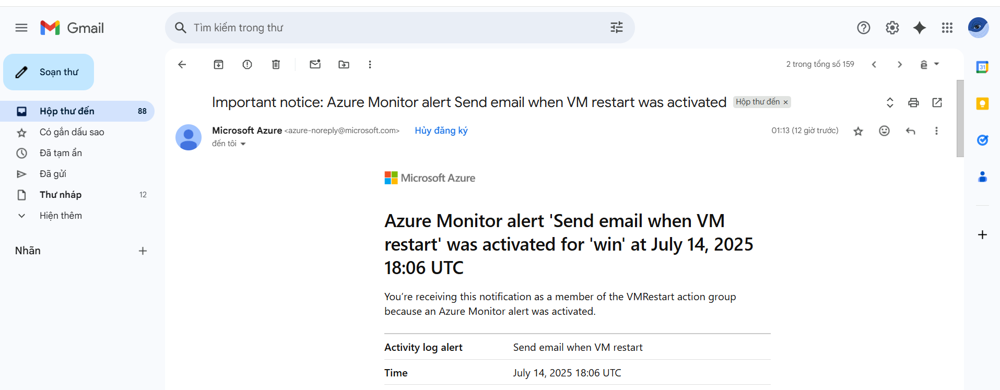 Gmail
Tìm kiếm trong thư
Soạn thư
2 trong tổng số 159
31
Important notice: Azure Monitor alert Send email when VM restart was activated
Hộp thư đến ×
Hộp thư đến 88
Microsoft Azure <azure-noreply@microsoft.com> Hủy đăng ký
01:13 (12 giờ trước)
Có gắn dấu sao
đến tôi
Đã tạm ẩn
Đã gửi
Thư nháp 12
Hiện thêm
Nhãn
Microsoft Azure
Azure Monitor alert 'Send email when VM
restart' was activated for 'win' at July 14, 2025
18:06 UTC
You’re receiving this notification as a member of the VMRestart action group
because an Azure Monitor alert was activated.
Activity log alert Send email when VM restart
Time July 14, 2025 18:06 UTC